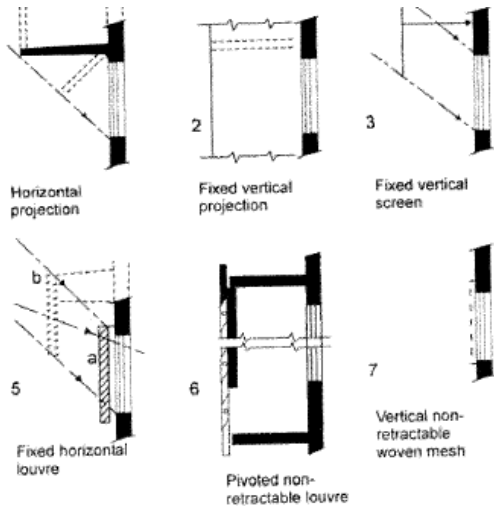 2
3
Horizontal
projection
Fixed vertical
projection
Fixed vertical
screen
b
a
5
6
7
Fixed horizontal
louvre
Pivoted non-
retractable louvre
Vertical non-
retractable
woven mesh